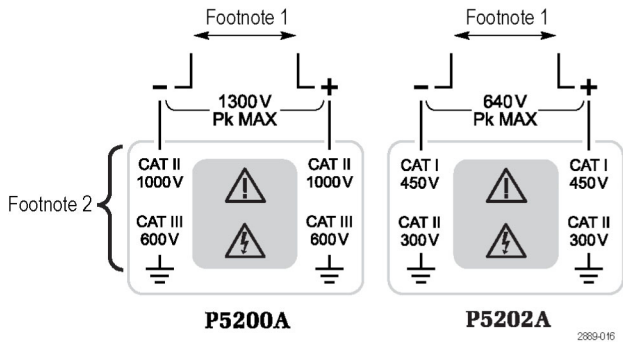 Footnote 1
Footnote 1
− +
− +
1300 V
Pk MAX
640 V
Pk MAX
Footnote 2
CAT II
1000 V
CAT II
1000 V
CAT III
600 V
CAT III
600 V
CAT I
450 V
CAT I
450 V
CAT II
300 V
CAT II
300 V
P5200A
P5202A
2889-016